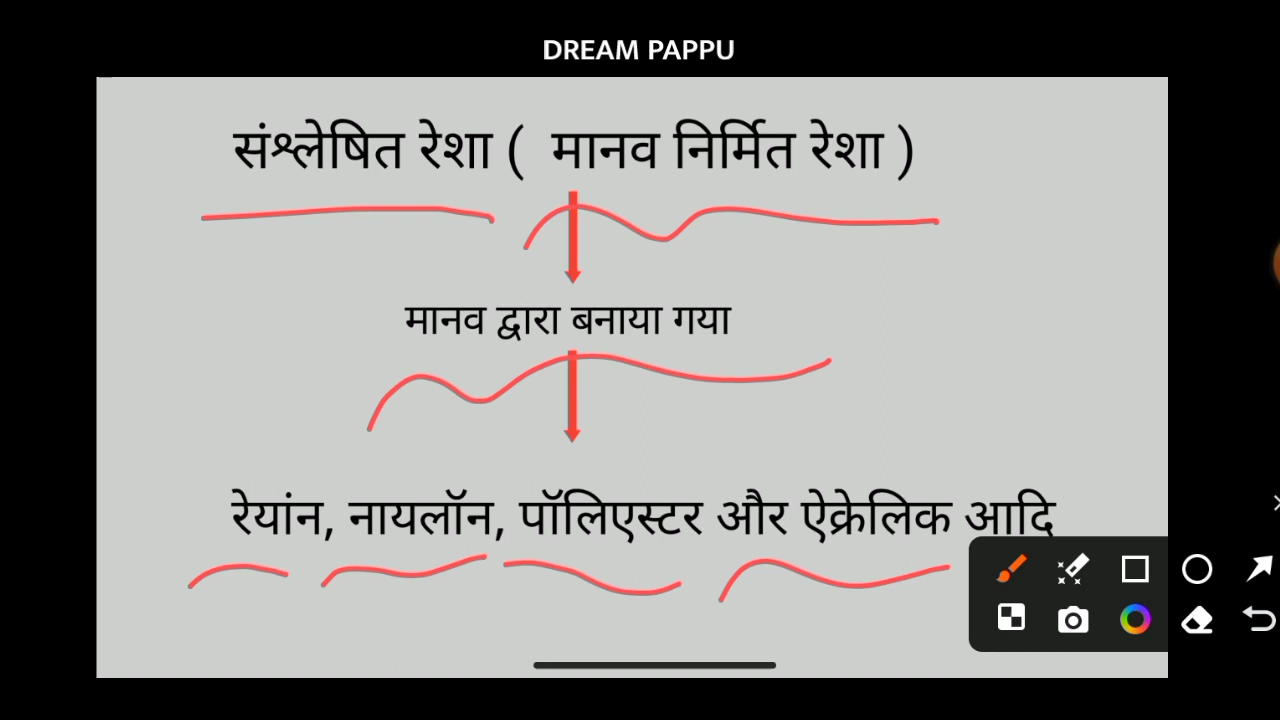 DREAM PAPPU
संश्लेषित रेशा ( मानव निर्मित रेशा )
मानव द्वारा बनाया गया
रेयांन, नायलॉन, पॉलिएस्टर और ऐक्रेलिक आदि